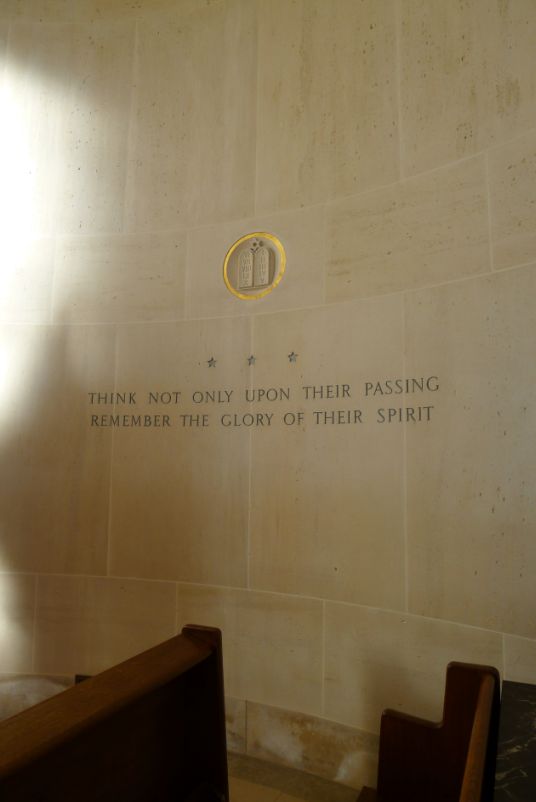 THINK NOT ONLY UPON THEIR PASSING
REMEMBER THE GLORY OF THEIR SPIRIT